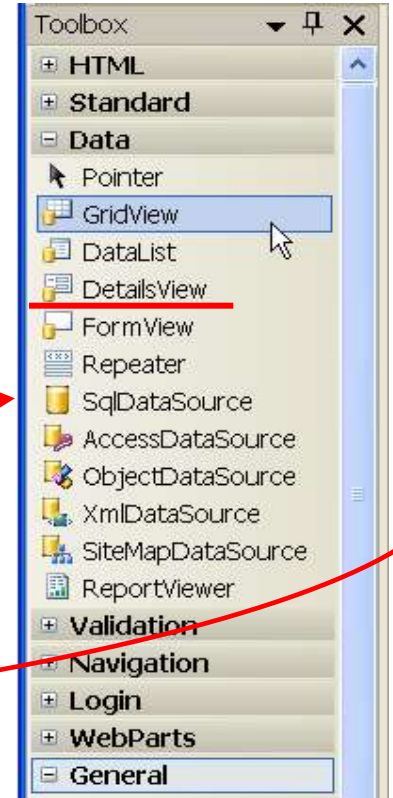 Toolbox
HTML
Standard
Data
Pointer
GridView
DataList
DetailsView
FormView
Repeater
SqlDataSource
AccessDataSource
ObjectDataSource
XmlDataSource
SiteMapDataSource
ReportViewer
Validation
Navigation
Login
WebParts
General